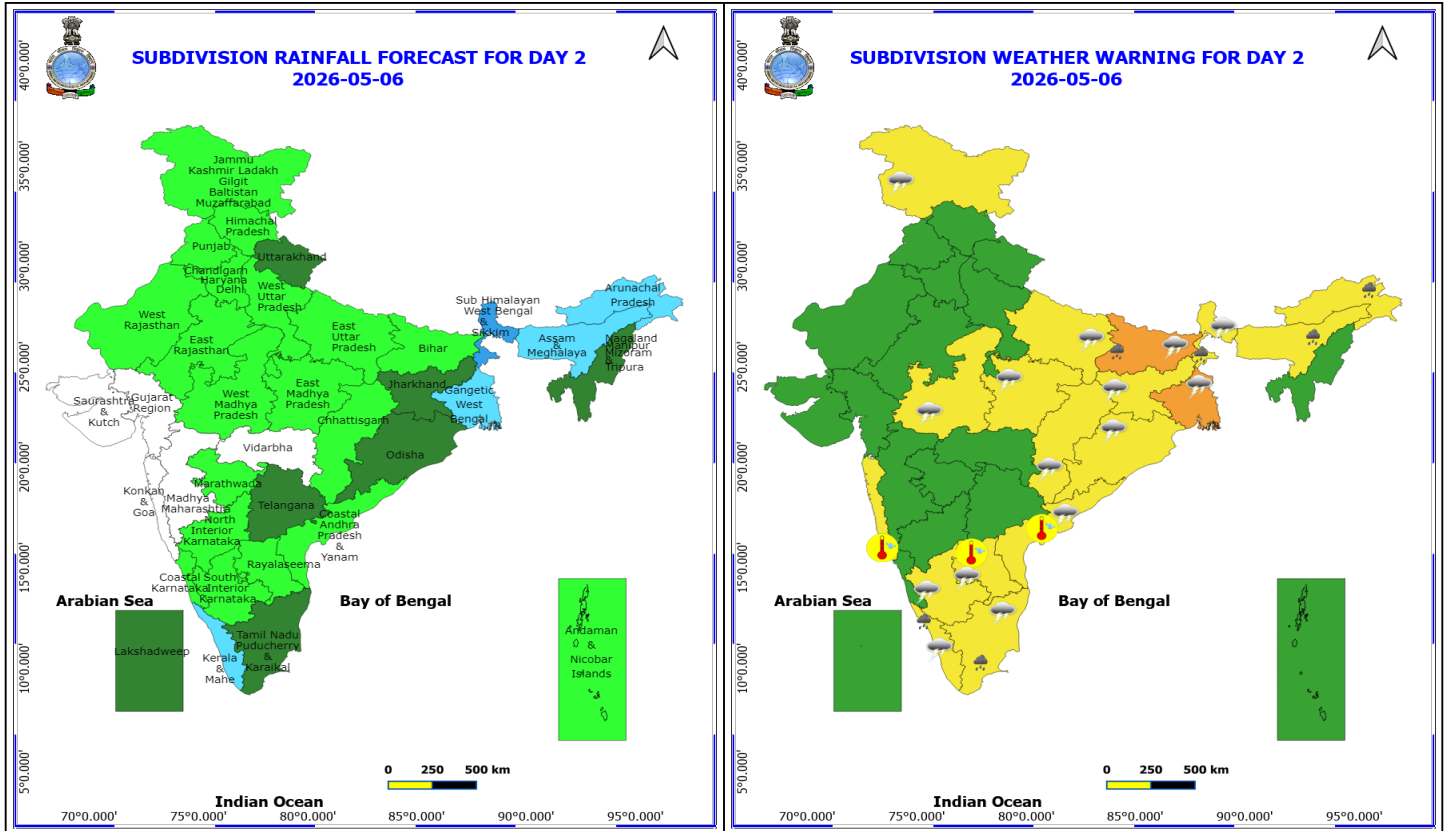 SUBDIVISION RAINFALL FORECAST FOR DAY 2
2026-05-06
40°0.000'
35°0.000'
30°0.000'
25°0.000'
20°0.000'
15°0.000'
10°0.000'
5°0.000'
Jammu
Kashmir Ladakh
Gilgit
Baltistan
Muzaffarabad
Himachal
Pradesh
Punjab
Uttarakhand
Chandigarh
Haryana
Delhi
West
Uttar
Pradesh
West
Rajasthan
East
Rajasthan
East
Uttar
Pradesh
Bihar
Sub Himalayan
West Bengal
&
Sikkim
Arunachal
Pradesh
Assam
&
Meghalaya
Nagaland
Manipur
Mizoram
&
Tripura
Jharkhand
Gangetic
West
Bengal
Saurashtra
&
Kutch
Gujarat
Region
West
Madhya
Pradesh
East
Madhya
Pradesh
Chhattisgarh
Odisha
Vidarbha
Marathwada
Konkan
&
Goa
Madhya
Maharashtra
Telangana
North
Interior
Karnataka
Coastal
Andhra
Pradesh
&
Yanam
Rayalaseema
Coastal
Karnataka
South
Interior
Karnataka
Tamil Nadu
Puducherry
&
Karaikal
Kerala
&
Mahe
Lakshadweep
Andaman
&
Nicobar
Islands
Arabian Sea
Bay of Bengal
Indian Ocean
0 250 500 km
70°0.000' 75°0.000' 80°0.000' 85°0.000' 90°0.000' 95°0.000'
SUBDIVISION WEATHER WARNING FOR DAY 2
2026-05-06
40°0.000'
35°0.000'
30°0.000'
25°0.000'
20°0.000'
15°0.000'
10°0.000'
5°0.000'
Arabian Sea
Bay of Bengal
Indian Ocean
0 250 500 km
70°0.000' 75°0.000' 80°0.000' 85°0.000' 90°0.000' 95°0.000'